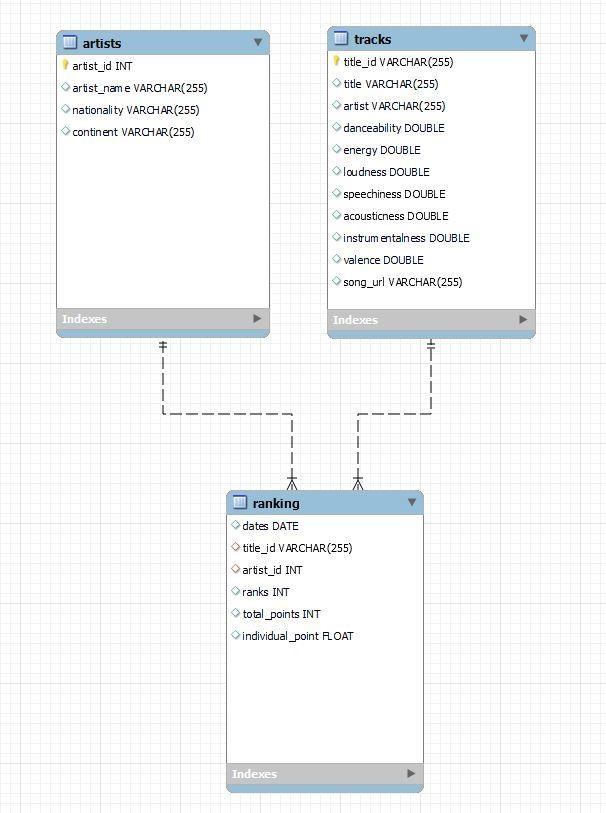 artists
artist_id INT
artist_name VARCHAR(255)
nationality VARCHAR(255)
continent VARCHAR(255)
Indexes
tracks
title_id VARCHAR(255)
title VARCHAR(255)
artist VARCHAR(255)
danceability DOUBLE
energy DOUBLE
loudness DOUBLE
speechiness DOUBLE
acousticness DOUBLE
instrumentalness DOUBLE
valence DOUBLE
song_url VARCHAR(255)
Indexes
ranking
dates DATE
title_id VARCHAR(255)
artist_id INT
ranks INT
total_points INT
individual_point FLOAT
Indexes